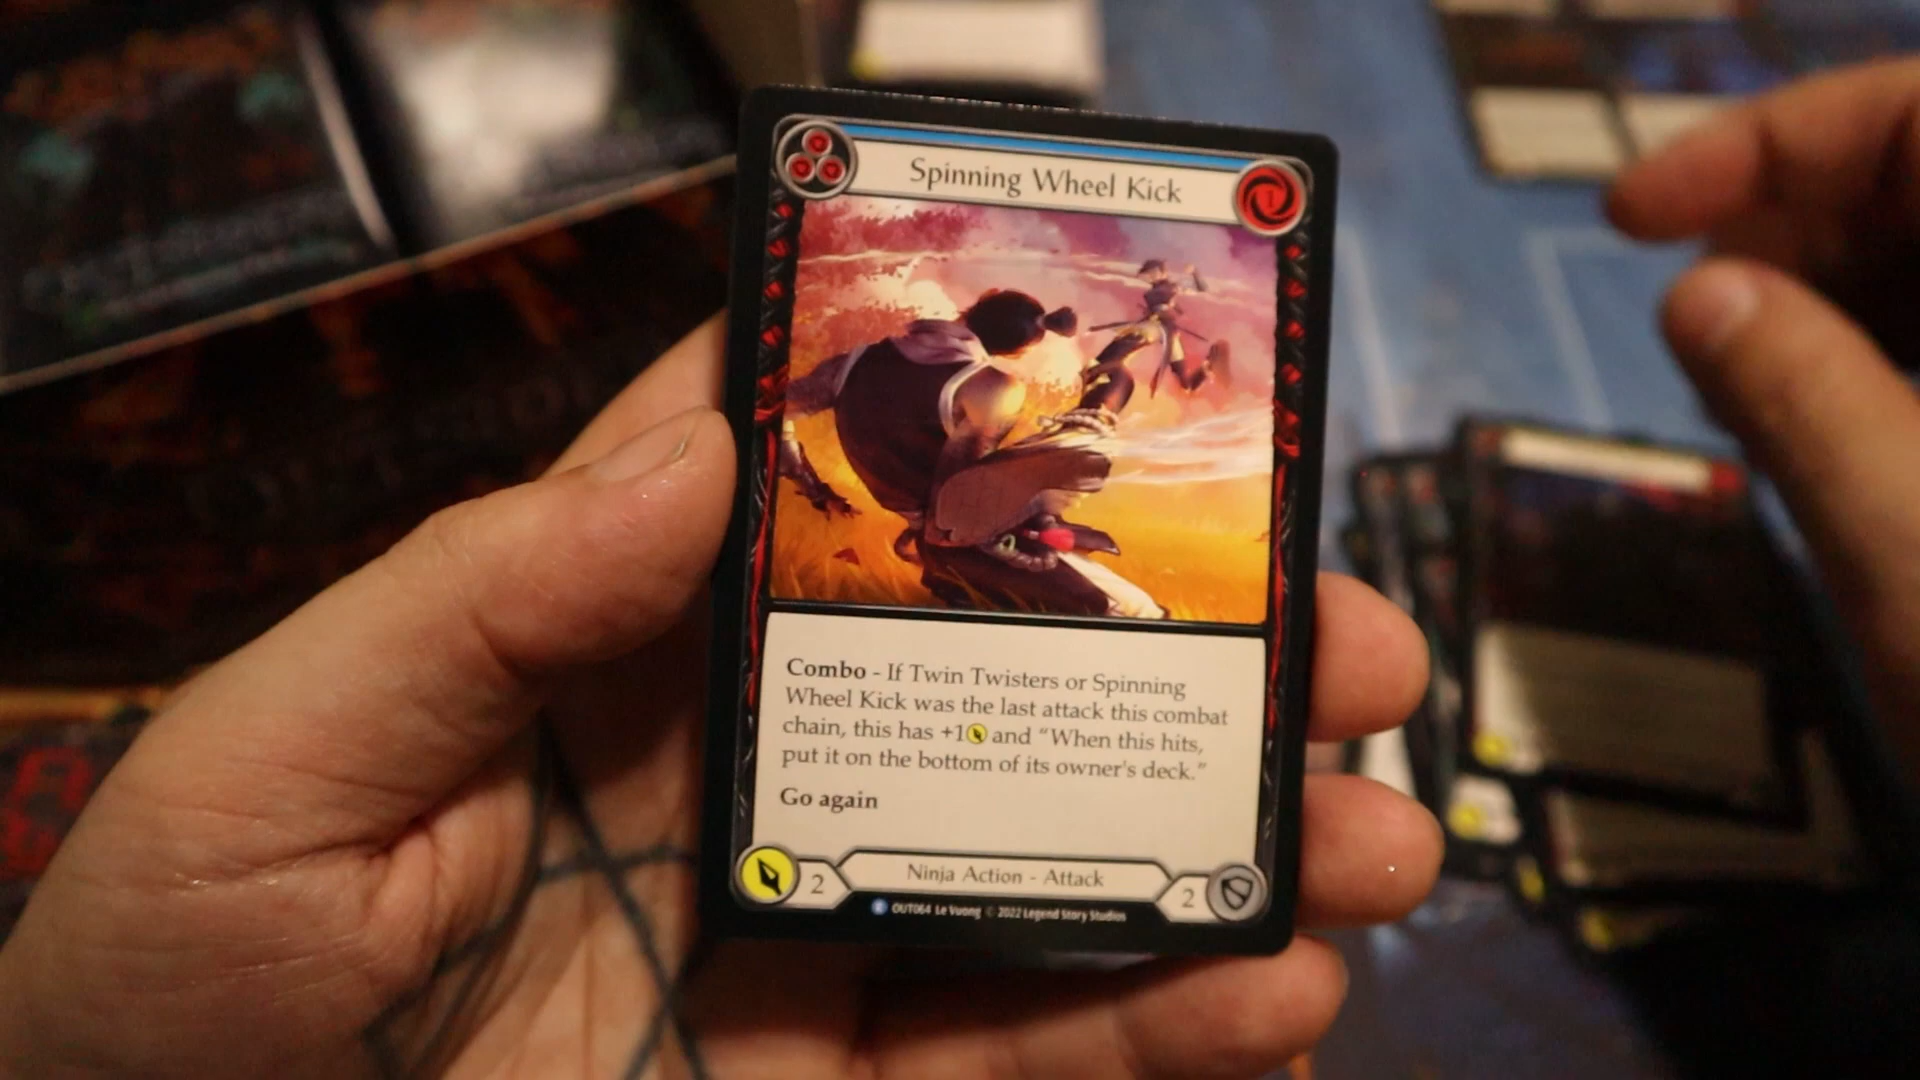 1
Spinning Wheel Kick
Combo - If Twin Twisters or Spinning
Wheel Kick was the last attack this combat
chain, this has +1 and “When this hits,
put it on the bottom of its owner's deck.”
Go again
2
Ninja Action - Attack
2
R OUT064 Le Vuong © 2022 Legend Story Studios